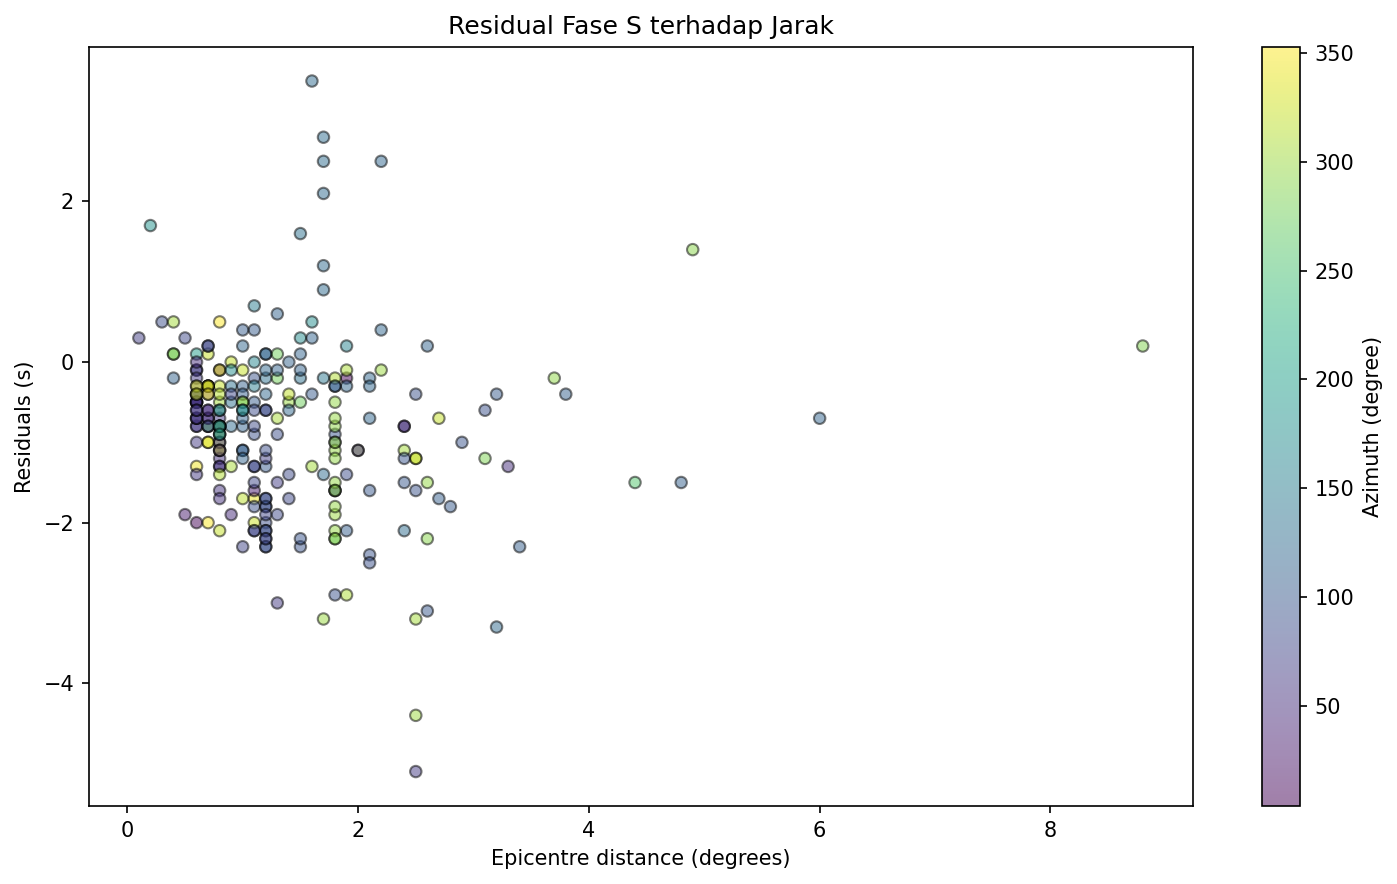 Residual Fase S terhadap Jarak
Residuals (s)
2
0
−2
−4
0 2 4 6 8
Epicentre distance (degrees)
350
300
250
200
150
100
50
Azimuth (degree)